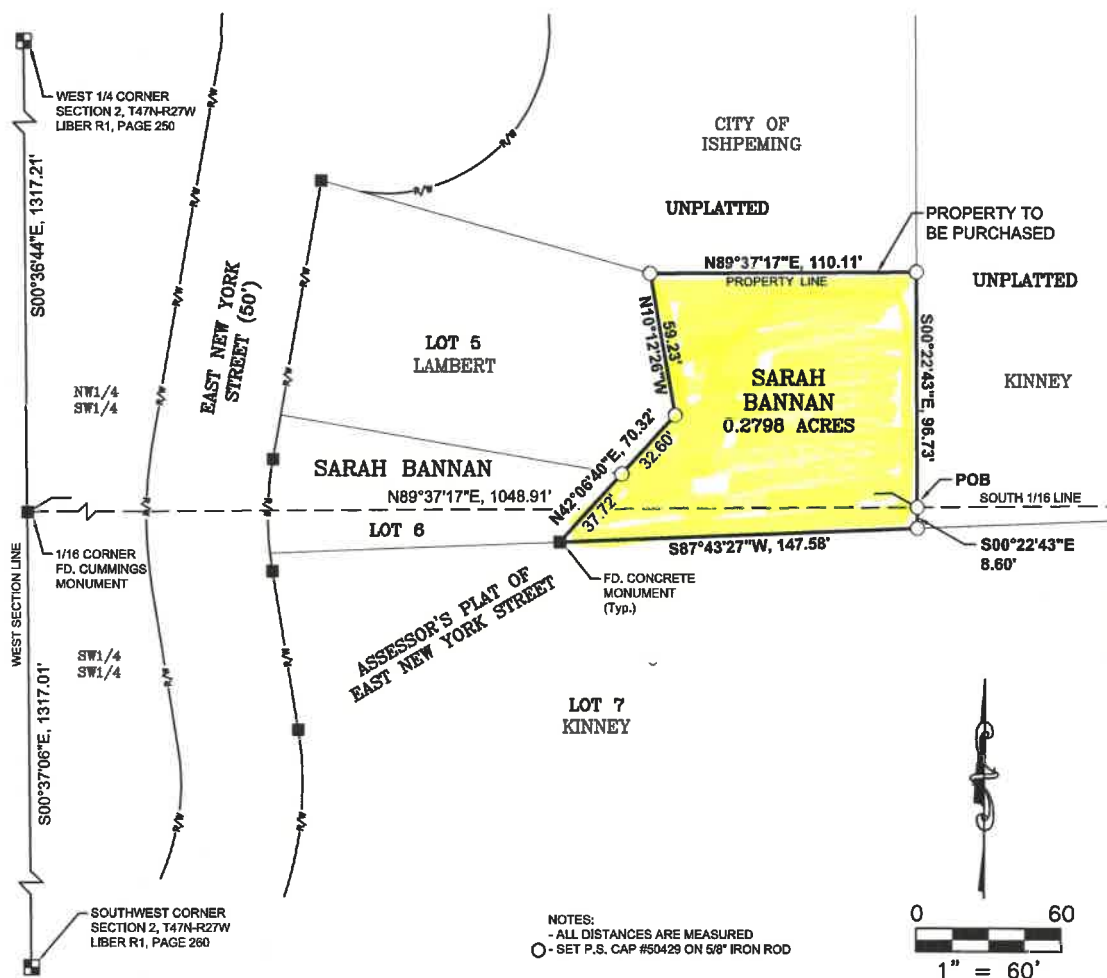 WEST 1/4 CORNER
SECTION 2, T47N-R27W
LIBER R1, PAGE 250
S00°36'44"E, 1317.21'
R/W
R/W
R/W
R/W
R/W
R/W
R/W
R/W
R/W
R/W
R/W
R/W
R/W
R/W
CITY OF
ISHPEMING
UNPLATTED
PROPERTY TO
BE PURCHASED
N89°37'17"E, 110.11'
PROPERTY LINE
UNPLATTED
EAST NEW YORK
STREET (50')
LOT 5
LAMBERT
N10°12'26"W
59.23'
SARAH
BANNAN
0.2798 ACRES
S00°22'43"E, 96.73'
KINNEY
NW1/4
SW1/4
SARAH BANNAN
N89°37'17"E, 1048.91'
N42°06'40"E, 70.32'
32.60'
37.72'
POB
SOUTH 1/16 LINE
LOT 6
S87°43'27"W, 147.58'
S00°22'43"E
8.60'
1/16 CORNER
FD. CUMMINGS
MONUMENT
FD. CONCRETE
MONUMENT
(Typ.)
WEST SECTION LINE
ASSESSOR'S PLAT OF
EAST NEW YORK STREET
SW1/4
SW1/4
S00°37'06"E, 1317.01'
LOT 7
KINNEY
SOUTHWEST CORNER
SECTION 2, T47N-R27W
LIBER R1, PAGE 260
NOTES:
- ALL DISTANCES ARE MEASURED
- SET P.S. CAP #50429 ON 5/8" IRON ROD
0 60
1" = 60'